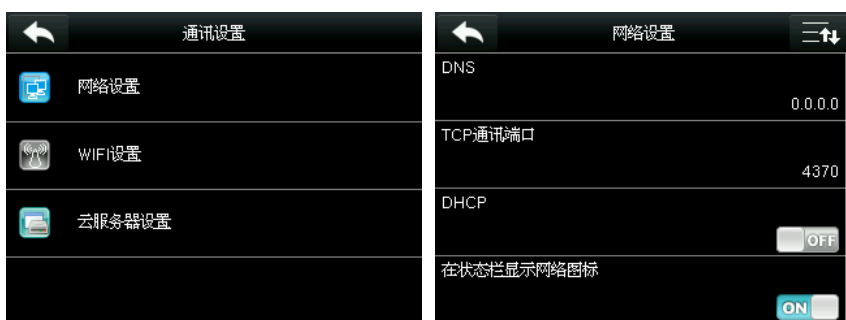 通讯设置
网络设置
WIFI设置
云服务器设置
网络设置
DNS
0.0.0.0
TCP通讯端口
4370
DHCP
OFF
在状态栏显示网络图标
ON